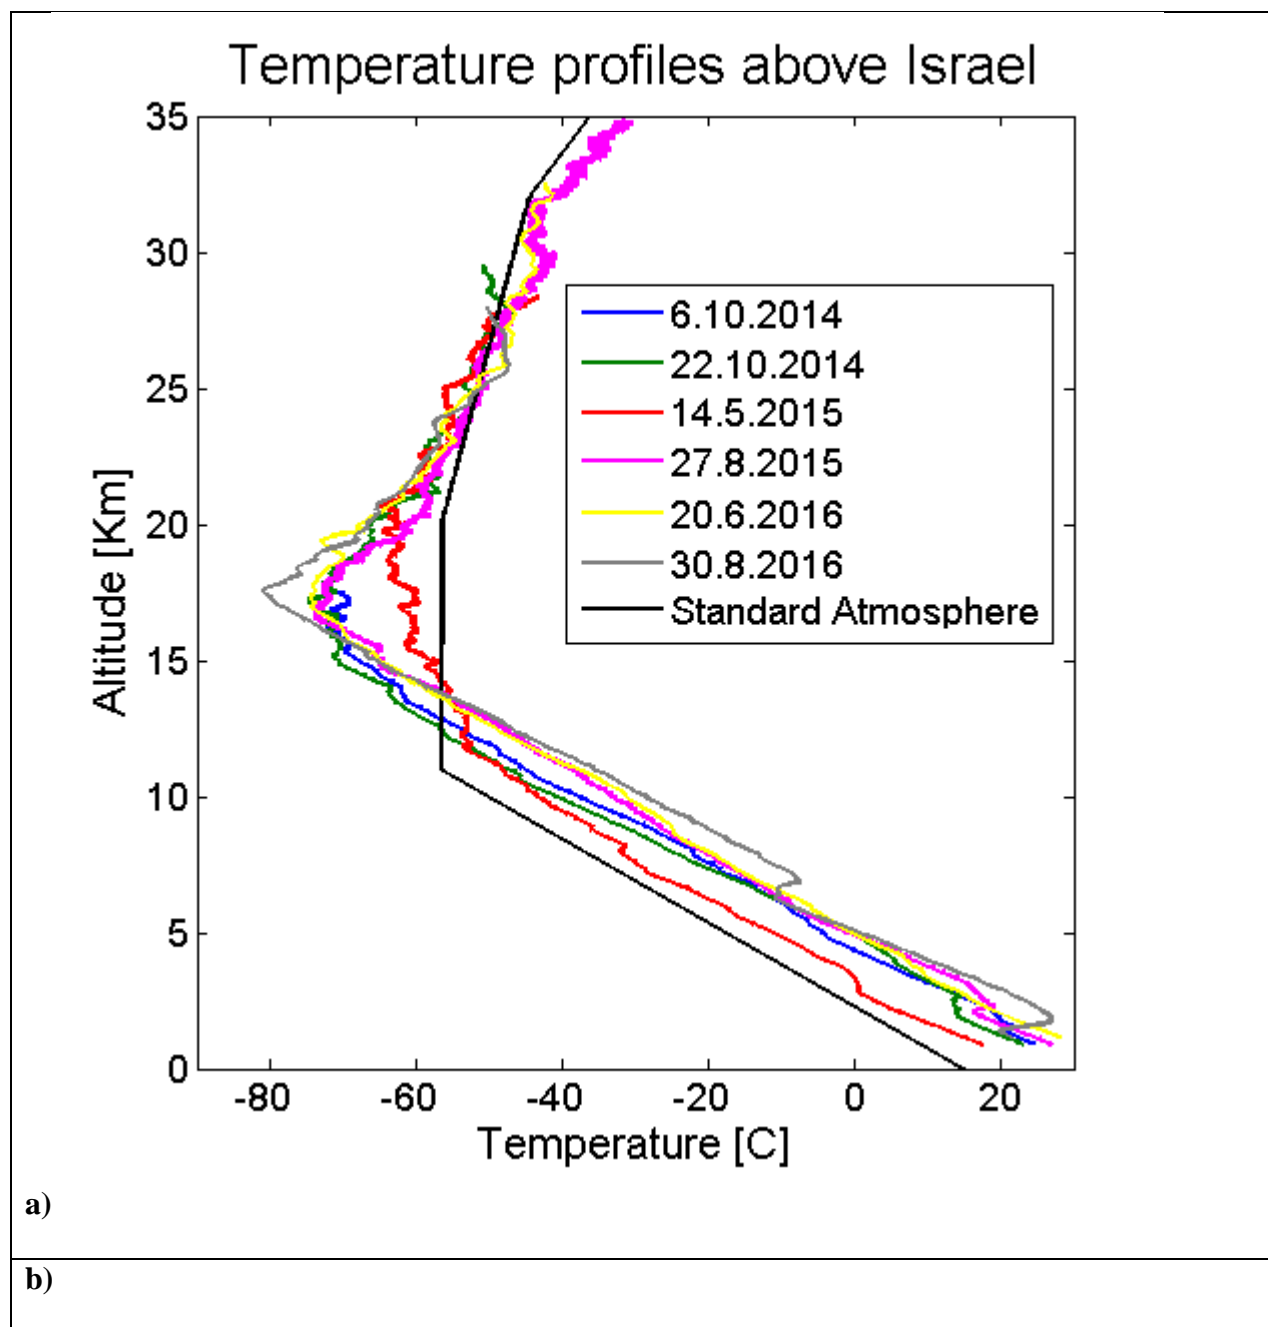 Temperature profiles above Israel
35
30
25
20
15
10
5
0
Altitude [Km]
6.10.2014
22.10.2014
14.5.2015
27.8.2015
20.6.2016
30.8.2016
Standard Atmosphere
-80 -60 -40 -20 0 20
Temperature [C]
a)
b)